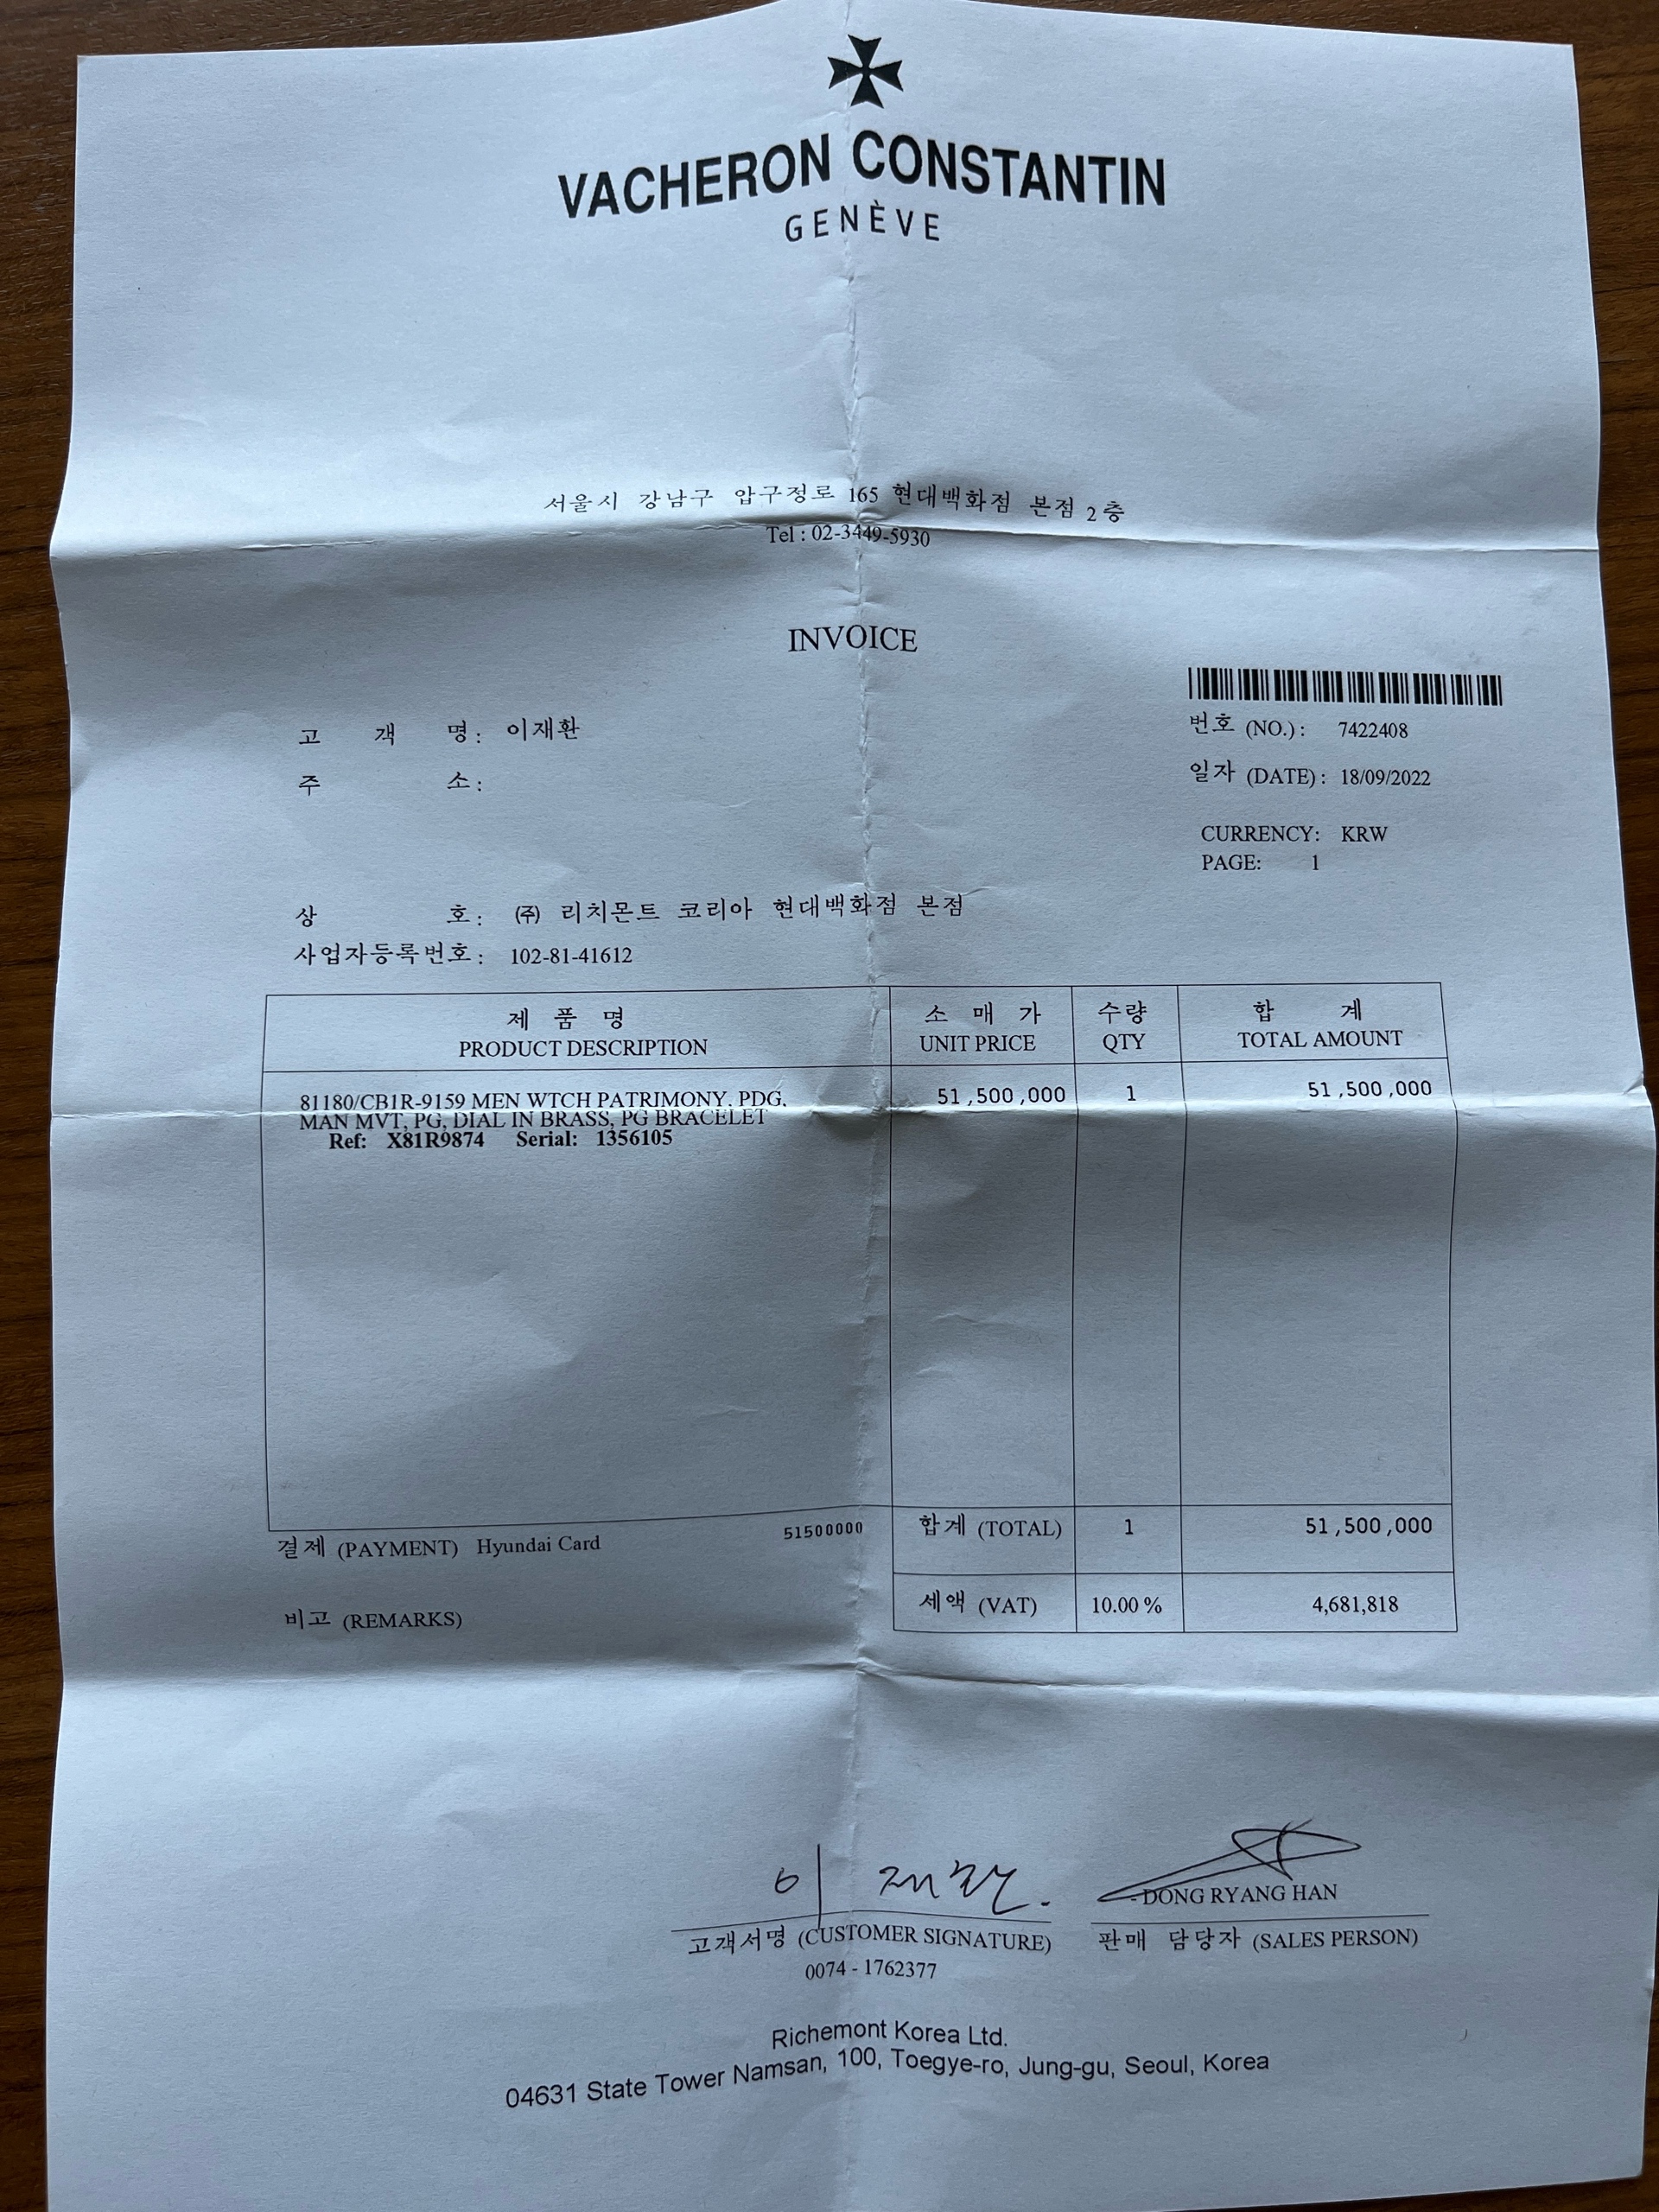 VACHERON CONSTANTIN
GENÈVE
서울시 강남구 압구정로 165 현대백화점 본점 2층
Tel : 02-3449-5930
INVOICE
고 객 명: 이재환
주 소:
번호 (NO.): 7422408
일자 (DATE): 18/09/2022
CURRENCY: KRW
PAGE: 1
상 호: ㈜ 리치몬트 코리아 현대백화점 본점
사업자등록번호: 102-81-41612
제 품 명 소 매 가 수량 합 계
PRODUCT DESCRIPTION UNIT PRICE QTY TOTAL AMOUNT
81180/CB1R-9159 MEN WTCH PATRIMONY. PDG, 51,500,000 1 51,500,000
MAN MVT, PG, DIAL IN BRASS, PG BRACELET
Ref: X81R9874 Serial: 1356105
결제 (PAYMENT) Hyundai Card 51500000 합계 (TOTAL) 1 51,500,000
비고 (REMARKS) 세액 (VAT) 10.00 % 4,681,818
이 재환.
DONG RYANG HAN
고객서명 (CUSTOMER SIGNATURE) 판매 담당자 (SALES PERSON)
0074 - 1762377
Richemont Korea Ltd.
04631 State Tower Namsan, 100, Toegye-ro, Jung-gu, Seoul, Korea